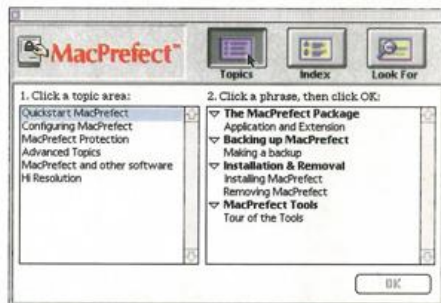 MacPrefect™
Topics
Index
Look For
1. Click a topic area:
Quickstart MacPrefect
Configuring MacPrefect
MacPrefect Protection
Advanced Topics
MacPrefect and other software
Hi Resolution
2. Click a phrase, then click OK:
The MacPrefect Package
Application and Extension
Backing up MacPrefect
Making a backup
Installation & Removal
Installing MacPrefect
Removing MacPrefect
MacPrefect Tools
Tour of the Tools
OK